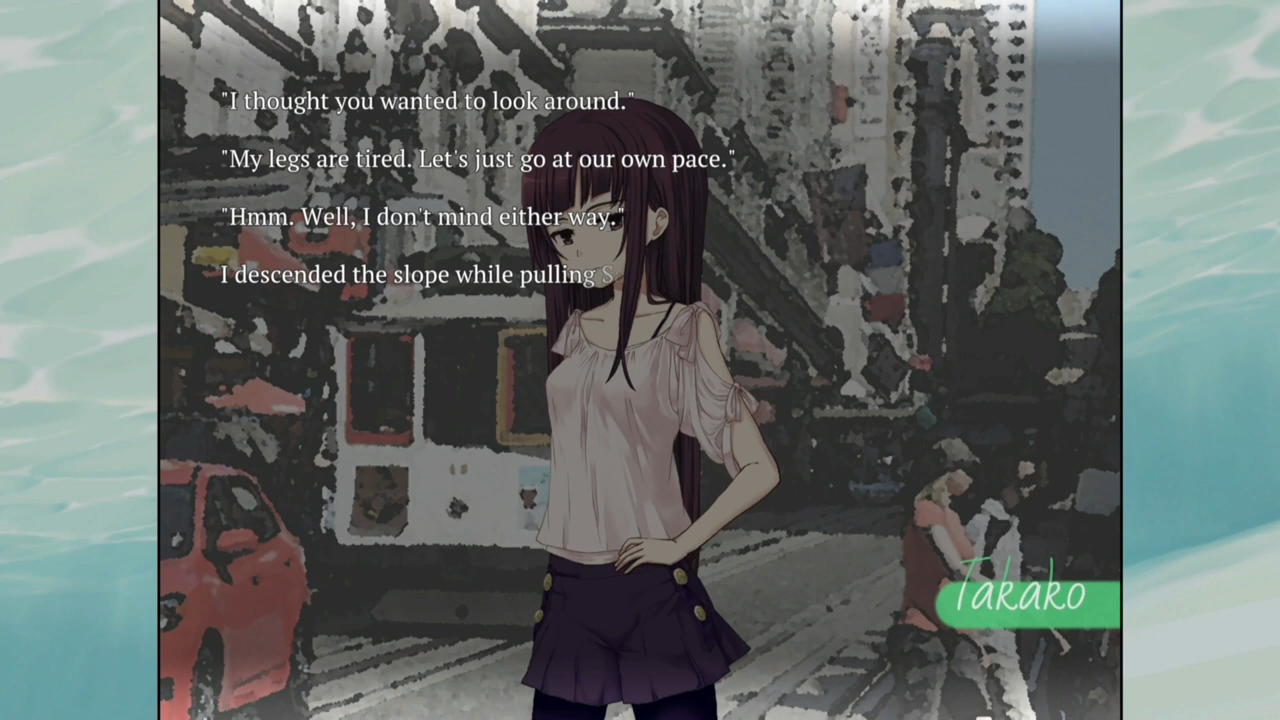 "I thought you wanted to look around."
"My legs are tired. Let's just go at our own pace."
"Hmm. Well, I don't mind either way."
I descended the slope while pulling S
Takako